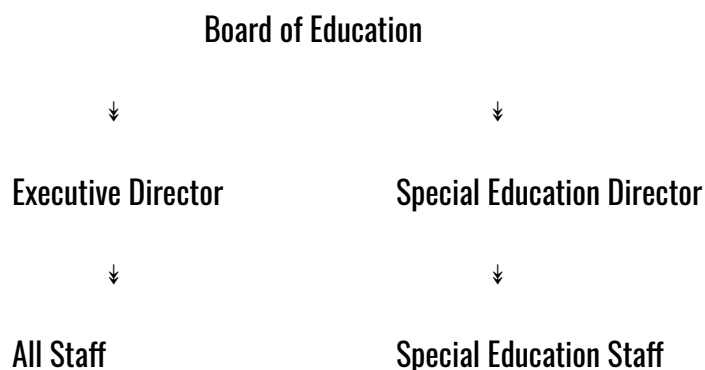 Board of Education
↡ ↡
Executive Director Special Education Director
↡ ↡
All Staff Special Education Staff